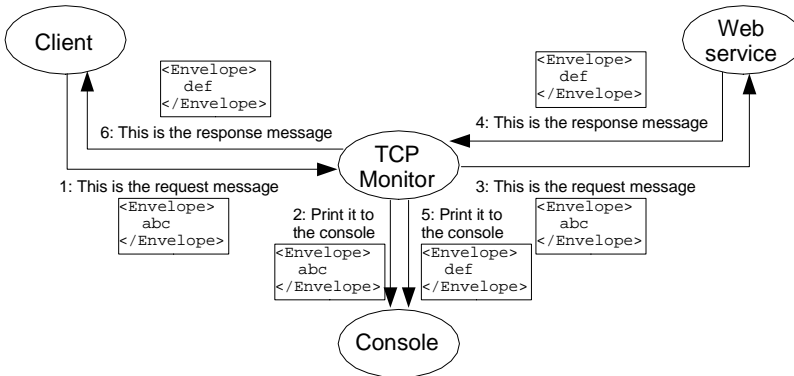 Client
Web
service
<Envelope>
def
</Envelope>
<Envelope>
def
</Envelope>
6: This is the response message
4: This is the response message
TCP
Monitor
1: This is the request message
<Envelope>
abc
</Envelope>
3: This is the request message
<Envelope>
abc
</Envelope>
2: Print it to
the console
<Envelope>
abc
</Envelope>
5: Print it to
the console
<Envelope>
def
</Envelope>
Console